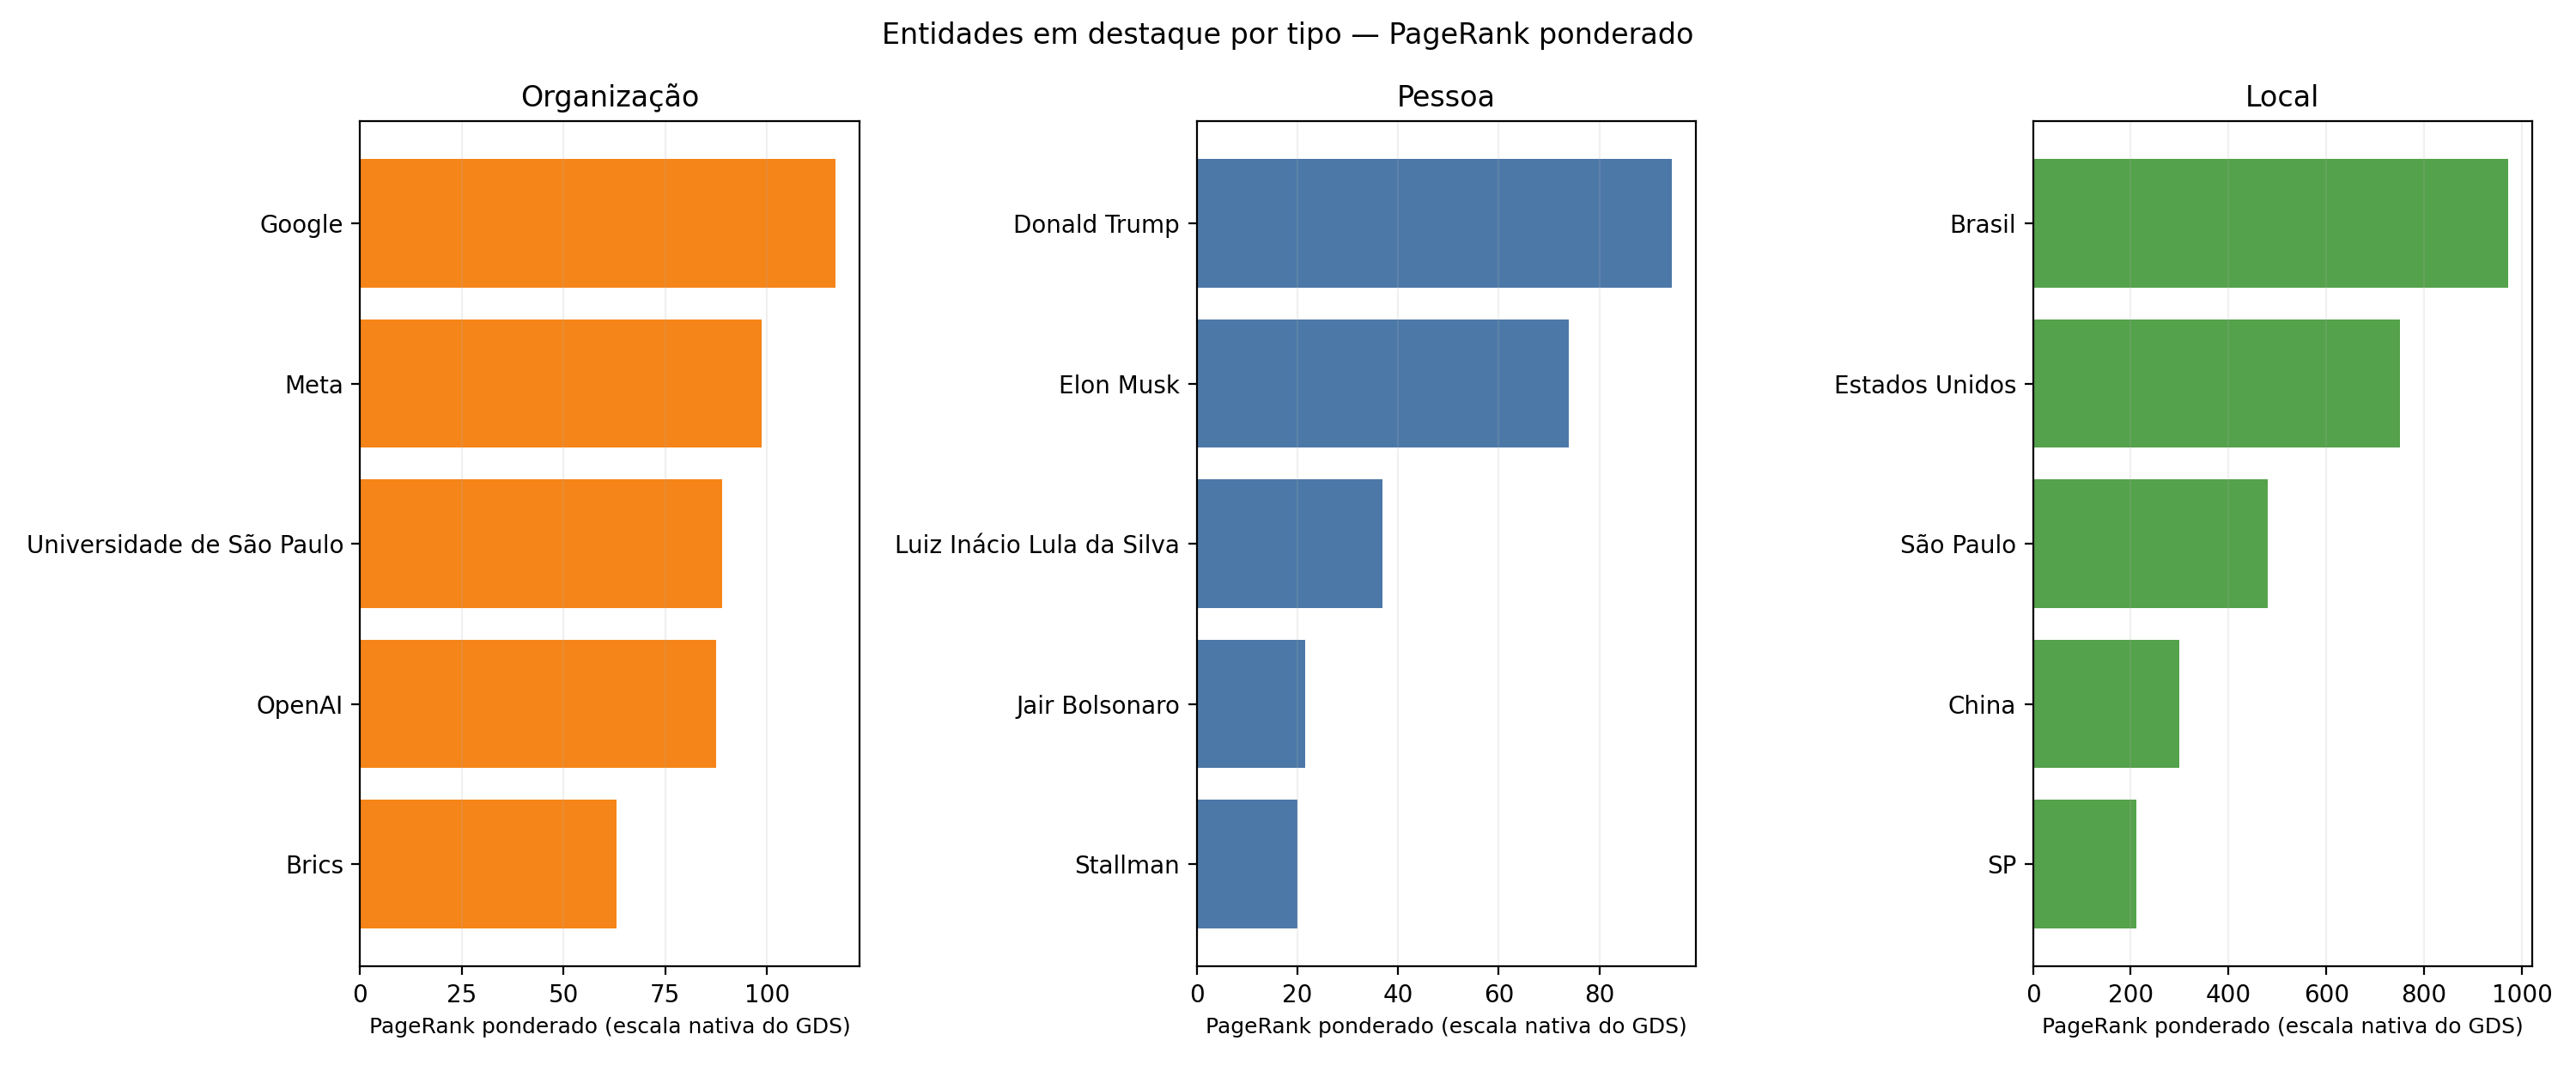 Entidades em destaque por tipo — PageRank ponderado
Organização
Google
Meta
Universidade de São Paulo
OpenAI
Brics
0 25 50 75 100
PageRank ponderado (escala nativa do GDS)
Pessoa
Donald Trump
Elon Musk
Luiz Inácio Lula da Silva
Jair Bolsonaro
Stallman
0 20 40 60 80
PageRank ponderado (escala nativa do GDS)
Local
Brasil
Estados Unidos
São Paulo
China
SP
0 200 400 600 800 1000
PageRank ponderado (escala nativa do GDS)